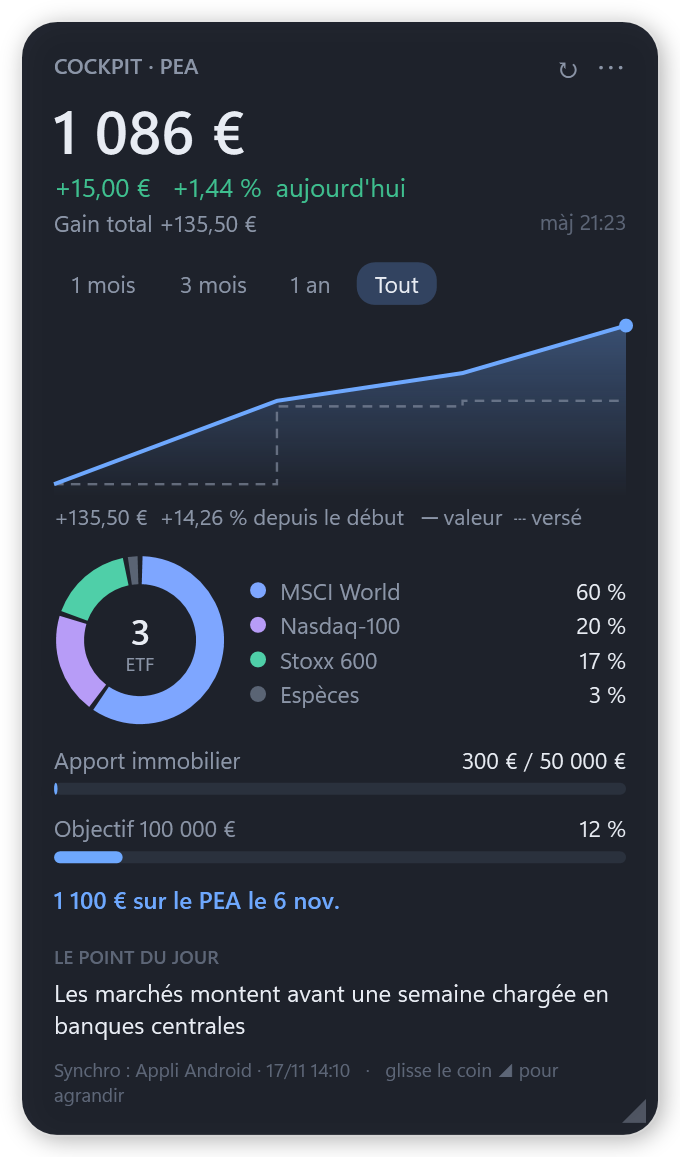 COCKPIT · PEA ↻ ···
1 086 €
+15,00 € +1,44 % aujourd'hui
Gain total +135,50 € màj 21:23
1 mois 3 mois 1 an Tout
+135,50 € +14,26 % depuis le début — valeur --- versé
3
ETF
MSCI World 60 %
Nasdaq-100 20 %
Stoxx 600 17 %
Espèces 3 %
Apport immobilier 300 € / 50 000 €
Objectif 100 000 € 12 %
1 100 € sur le PEA le 6 nov.
LE POINT DU JOUR
Les marchés montent avant une semaine chargée en
banques centrales
Synchro : Appli Android · 17/11 14:10 · glisse le coin ◢ pour
agrandir